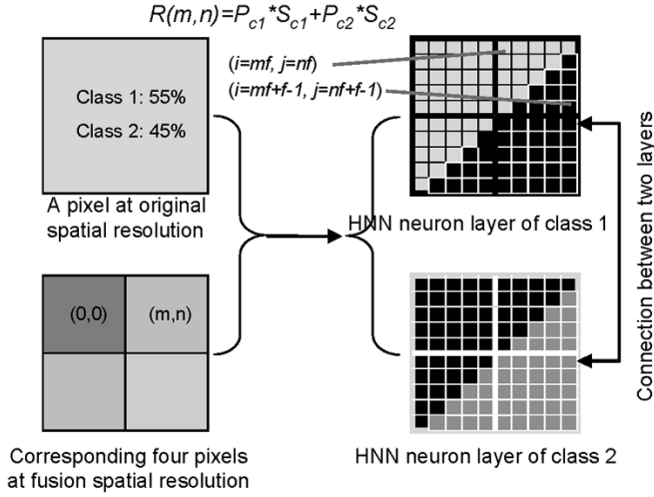 R(m,n)=Pc1*Sc1+Pc2*Sc2
Class 1: 55%
Class 2: 45%
(i=mf, j=nf)
(i=mf+f-1, j=nf+f-1)
A pixel at original
spatial resolution
HNN neuron layer of class 1
(0,0)
(m,n)
Connection between two layers
Corresponding four pixels
at fusion spatial resolution
HNN neuron layer of class 2